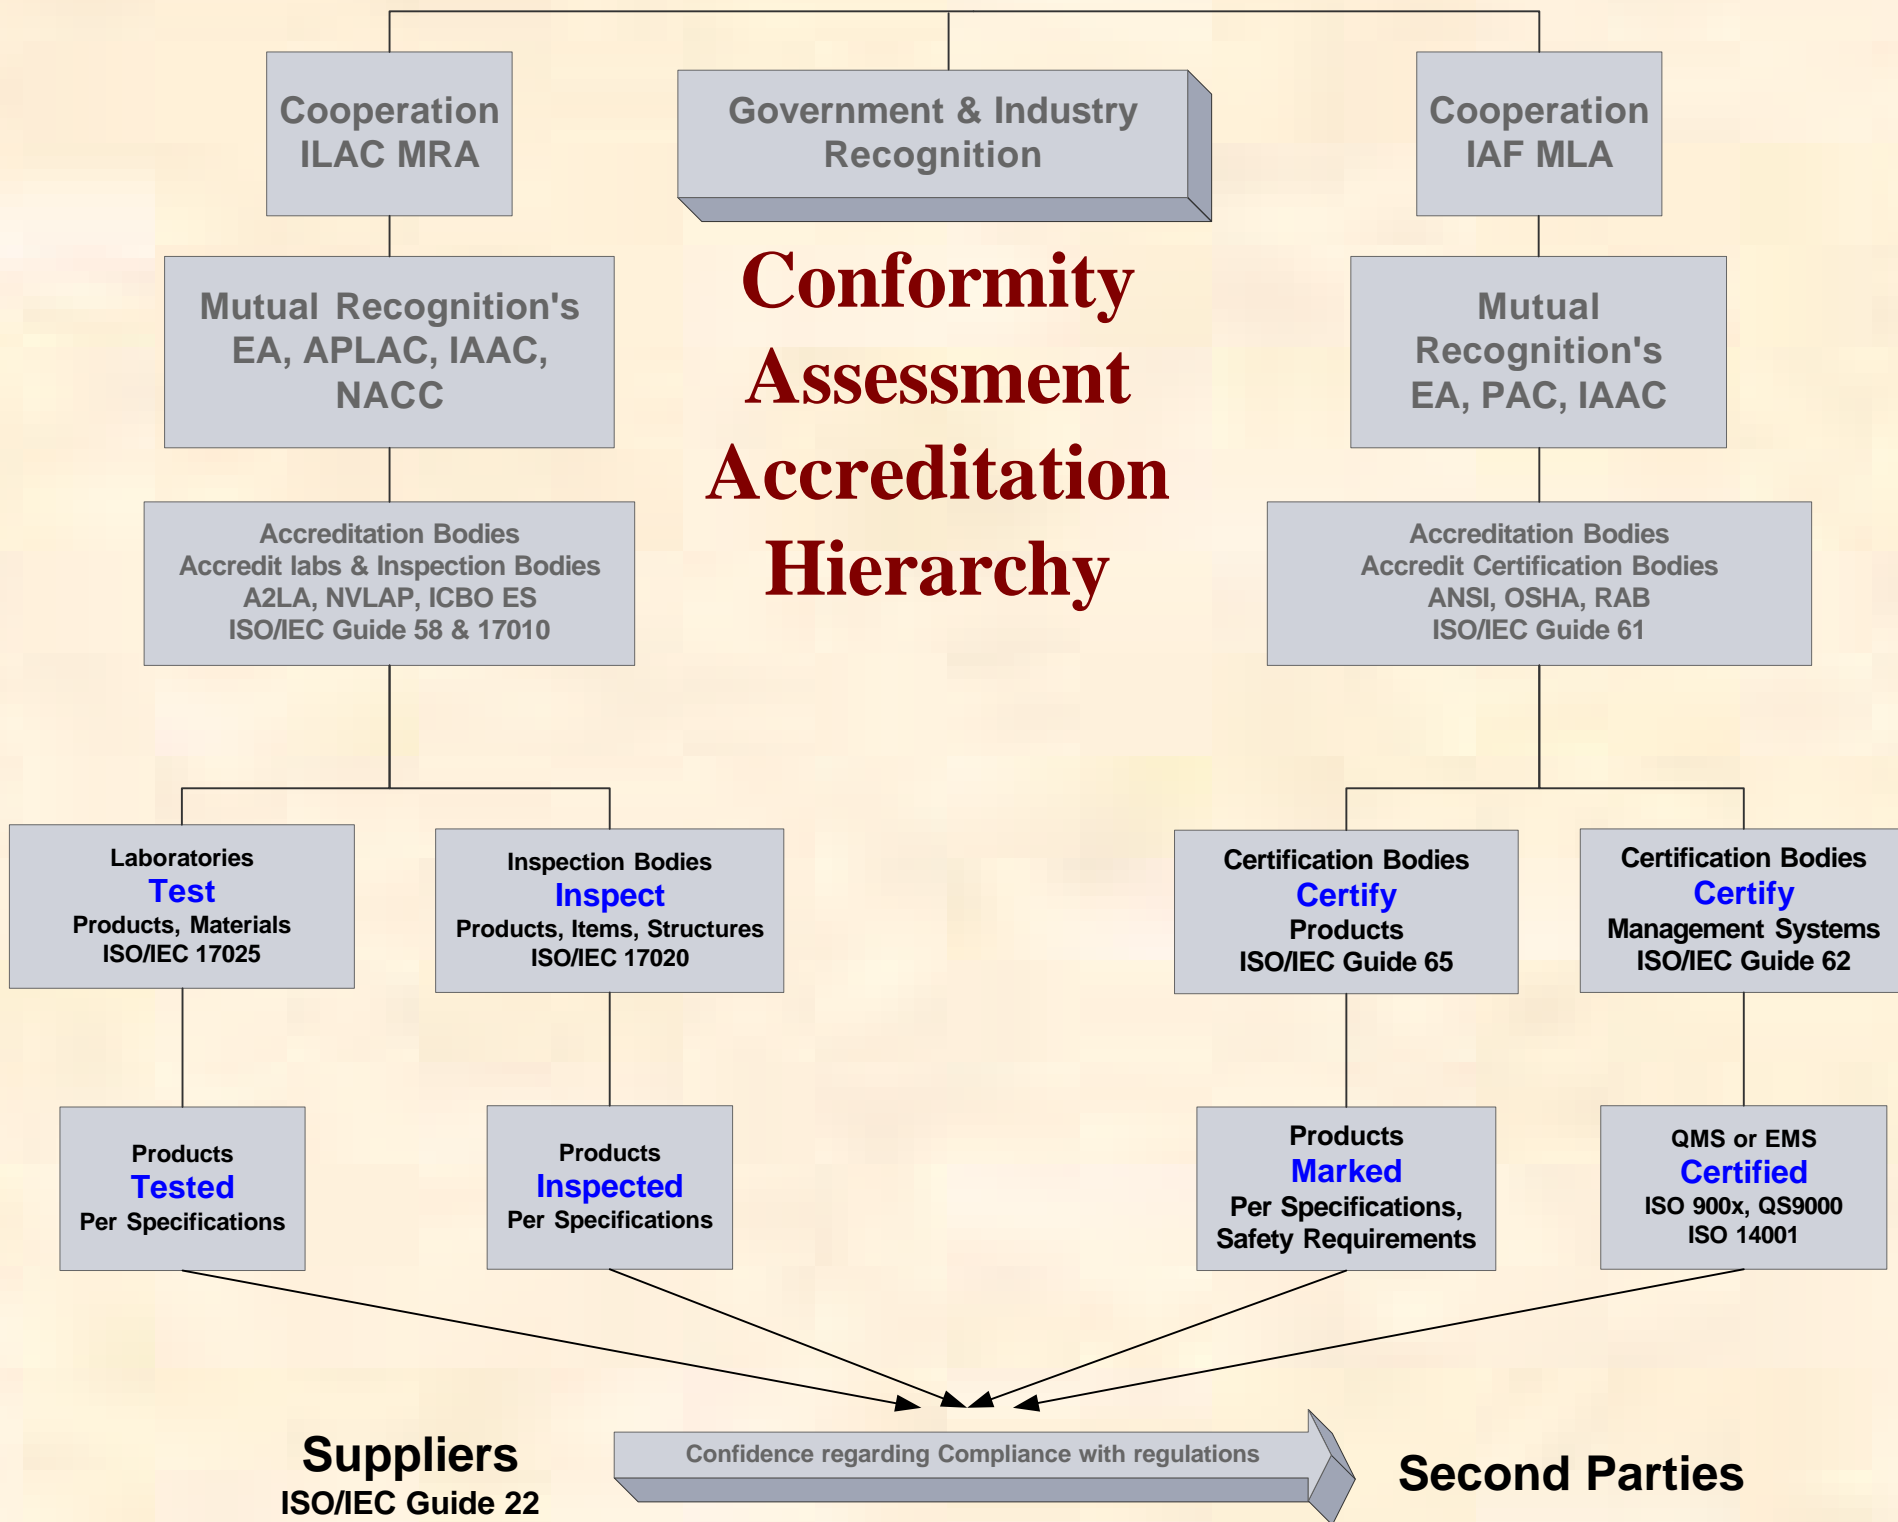 Cooperation
ILAC MRA
Government & Industry
Recognition
Cooperation
IAF MLA
Conformity
Assessment
Accreditation
Hierarchy
Mutual Recognition's
EA, APLAC, IAAC,
NACC
Mutual
Recognition's
EA, PAC, IAAC
Accreditation Bodies
Accredit labs & Inspection Bodies
A2LA, NVLAP, ICBO ES
ISO/IEC Guide 58 & 17010
Accreditation Bodies
Accredit Certification Bodies
ANSI, OSHA, RAB
ISO/IEC Guide 61
Laboratories
Test
Products, Materials
ISO/IEC 17025
Inspection Bodies
Inspect
Products, Items, Structures
ISO/IEC 17020
Certification Bodies
Certify
Products
ISO/IEC Guide 65
Certification Bodies
Certify
Management Systems
ISO/IEC Guide 62
Products
Tested
Per Specifications
Products
Inspected
Per Specifications
Products
Marked
Per Specifications,
Safety Requirements
QMS or EMS
Certified
ISO 900x, QS9000
ISO 14001
Suppliers
ISO/IEC Guide 22
Confidence regarding Compliance with regulations
Second Parties